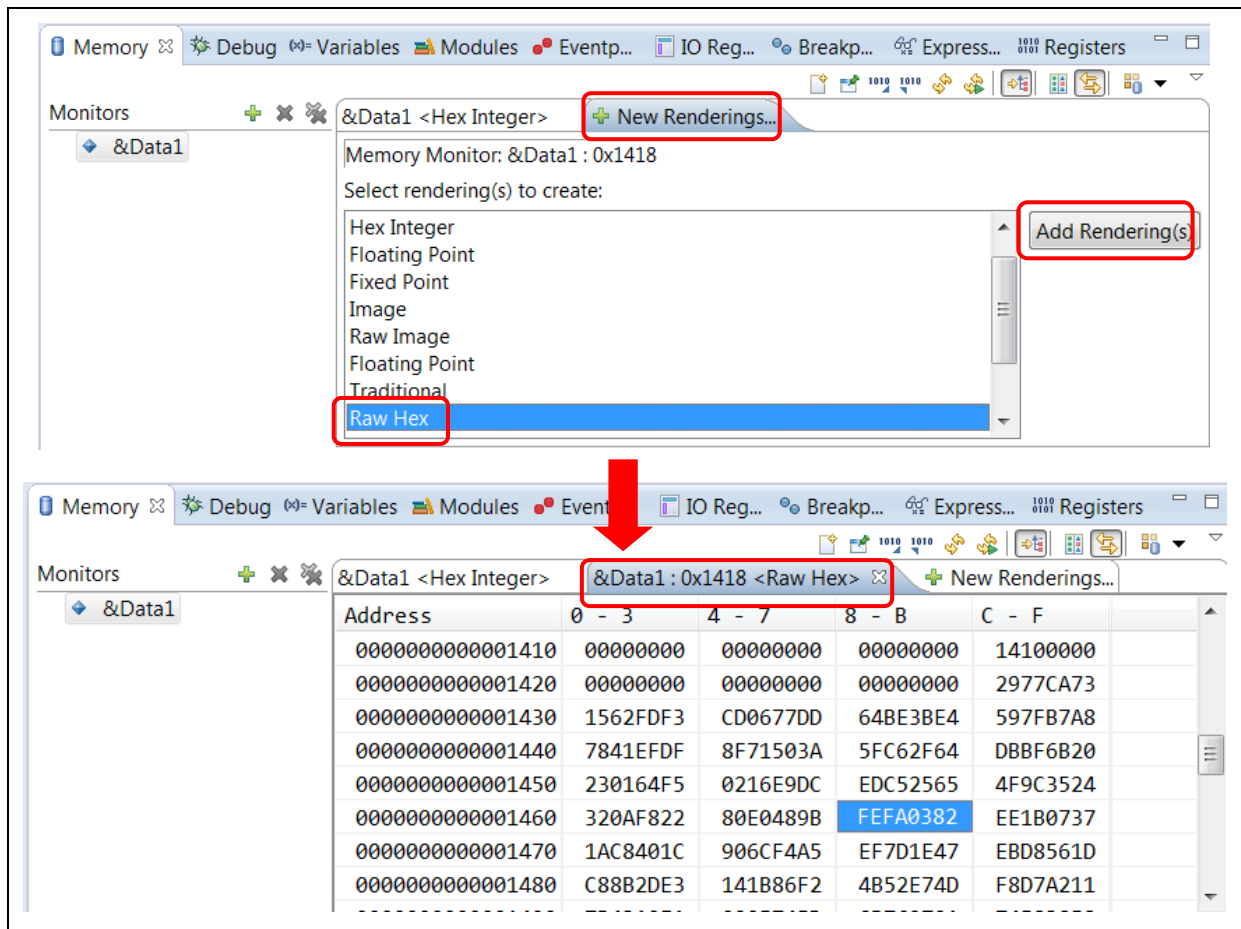 Memory Debug (x)= Variables Modules Eventp... IO Reg... Breakp... Express... Registers
Monitors &Data1 <Hex Integer> New Renderings...
&Data1 Memory Monitor: &Data1 : 0x1418
Select rendering(s) to create:
Hex Integer Add Rendering(s)
Floating Point
Fixed Point
Image
Raw Image
Floating Point
Traditional
Raw Hex
Memory Debug (x)= Variables Modules Event IO Reg... Breakp... Express... Registers
Monitors &Data1 <Hex Integer> &Data1 : 0x1418 <Raw Hex> New Renderings...
&Data1 Address 0 - 3 4 - 7 8 - B C - F
0000000000001410 00000000 00000000 00000000 14100000
0000000000001420 00000000 00000000 00000000 2977CA73
0000000000001430 1562FDF3 CD0677DD 64BE3BE4 597FB7A8
0000000000001440 7841EFDF 8F71503A 5FC62F64 DBBF6B20
0000000000001450 230164F5 0216E9DC EDC52565 4F9C3524
0000000000001460 320AF822 80E0489B FEFA0382 EE1B0737
0000000000001470 1AC8401C 906CF4A5 EF7D1E47 EBD8561D
0000000000001480 C88B2DE3 141B86F2 4B52E74D F8D7A211